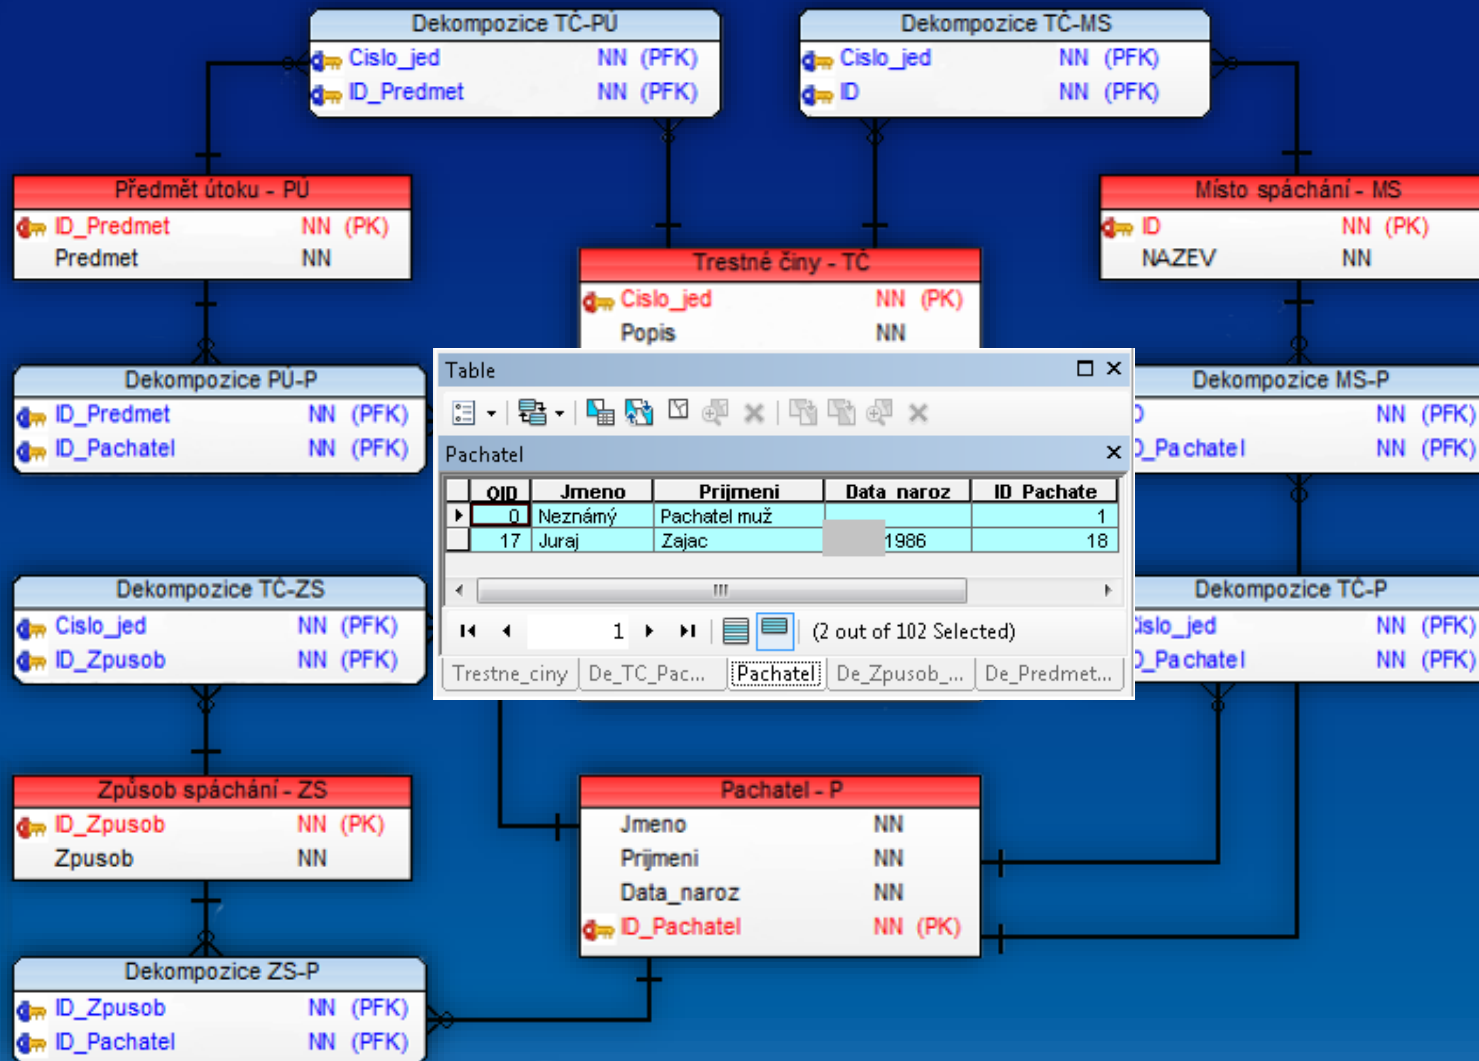 Dekompozice TČ-PÚ
Cislo_jed NN (PFK)
ID_Predmet NN (PFK)
Dekompozice TČ-MS
Cislo_jed NN (PFK)
ID NN (PFK)
Předmět útoku - PÚ
ID_Predmet NN (PK)
Predmet NN
Trestné činy - TČ
Cislo_jed NN (PK)
Popis NN
Místo spáchání - MS
ID NN (PK)
NAZEV NN
Dekompozice PÚ-P
ID_Predmet NN (PFK)
ID_Pachatel NN (PFK)
Table
Pachatel
OID Jmeno Prijmeni Data_naroz ID_Pachate
0 Neznámý Pachatel muž 1
17 Juraj Zajac 1986 18
1 (2 out of 102 Selected)
Trestne_ciny De_TC_Pac... Pachatel De_Zpusob_... De_Predmet...
Dekompozice MS-P
D NN (PFK)
D_Pachatel NN (PFK)
Dekompozice TČ-ZS
Cislo_jed NN (PFK)
ID_Zpusob NN (PFK)
Dekompozice TČ-P
islo_jed NN (PFK)
D_Pachatel NN (PFK)
Způsob spáchání - ZS
ID_Zpusob NN (PK)
Zpusob NN
Pachatel - P
Jmeno NN
Prijmeni NN
Data_naroz NN
ID_Pachatel NN (PK)
Dekompozice ZS-P
ID_Zpusob NN (PFK)
ID_Pachatel NN (PFK)